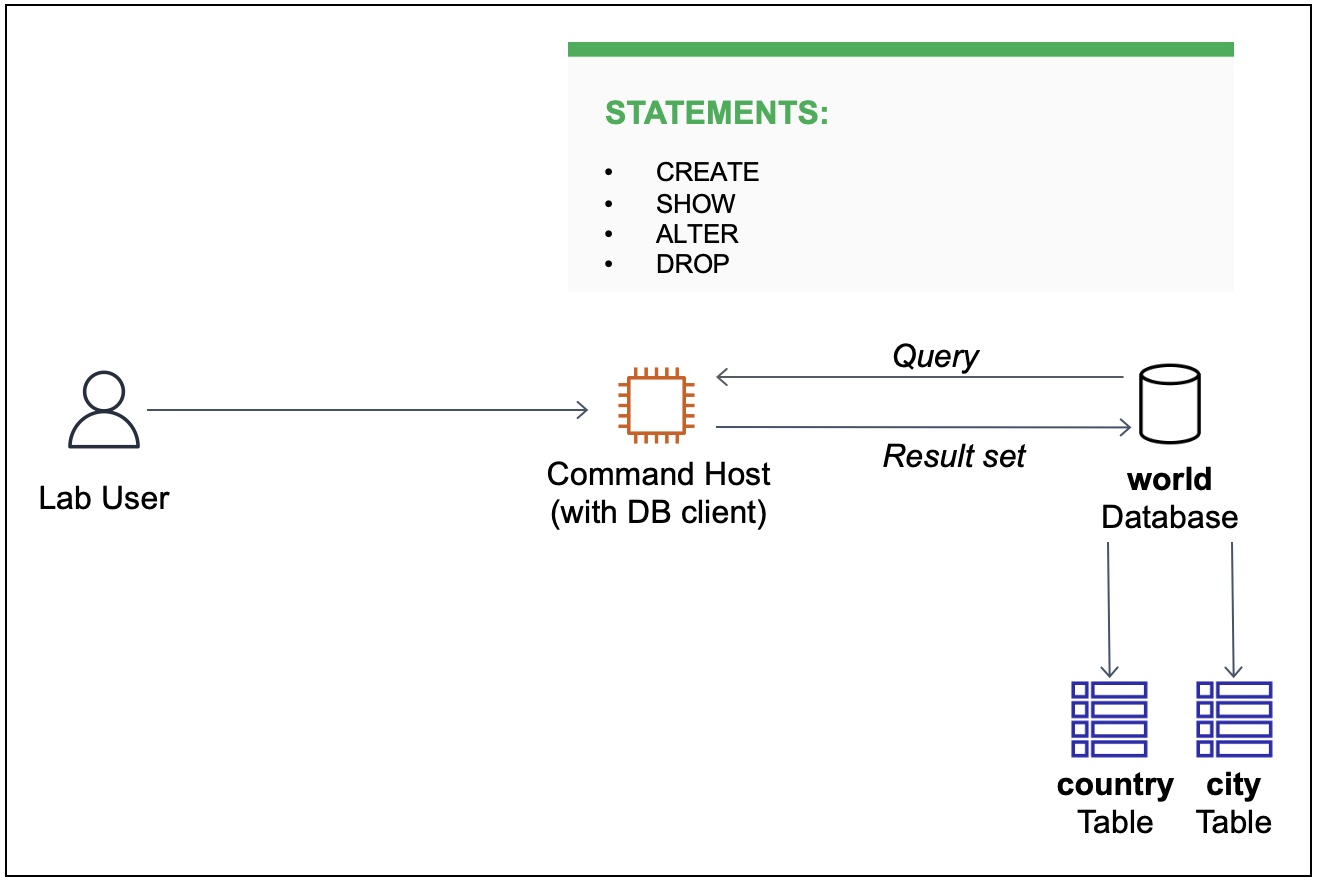 STATEMENTS:
• CREATE
• SHOW
• ALTER
• DROP
Query
Result set
Lab User
Command Host
(with DB client)
world
Database
country
Table
city
Table